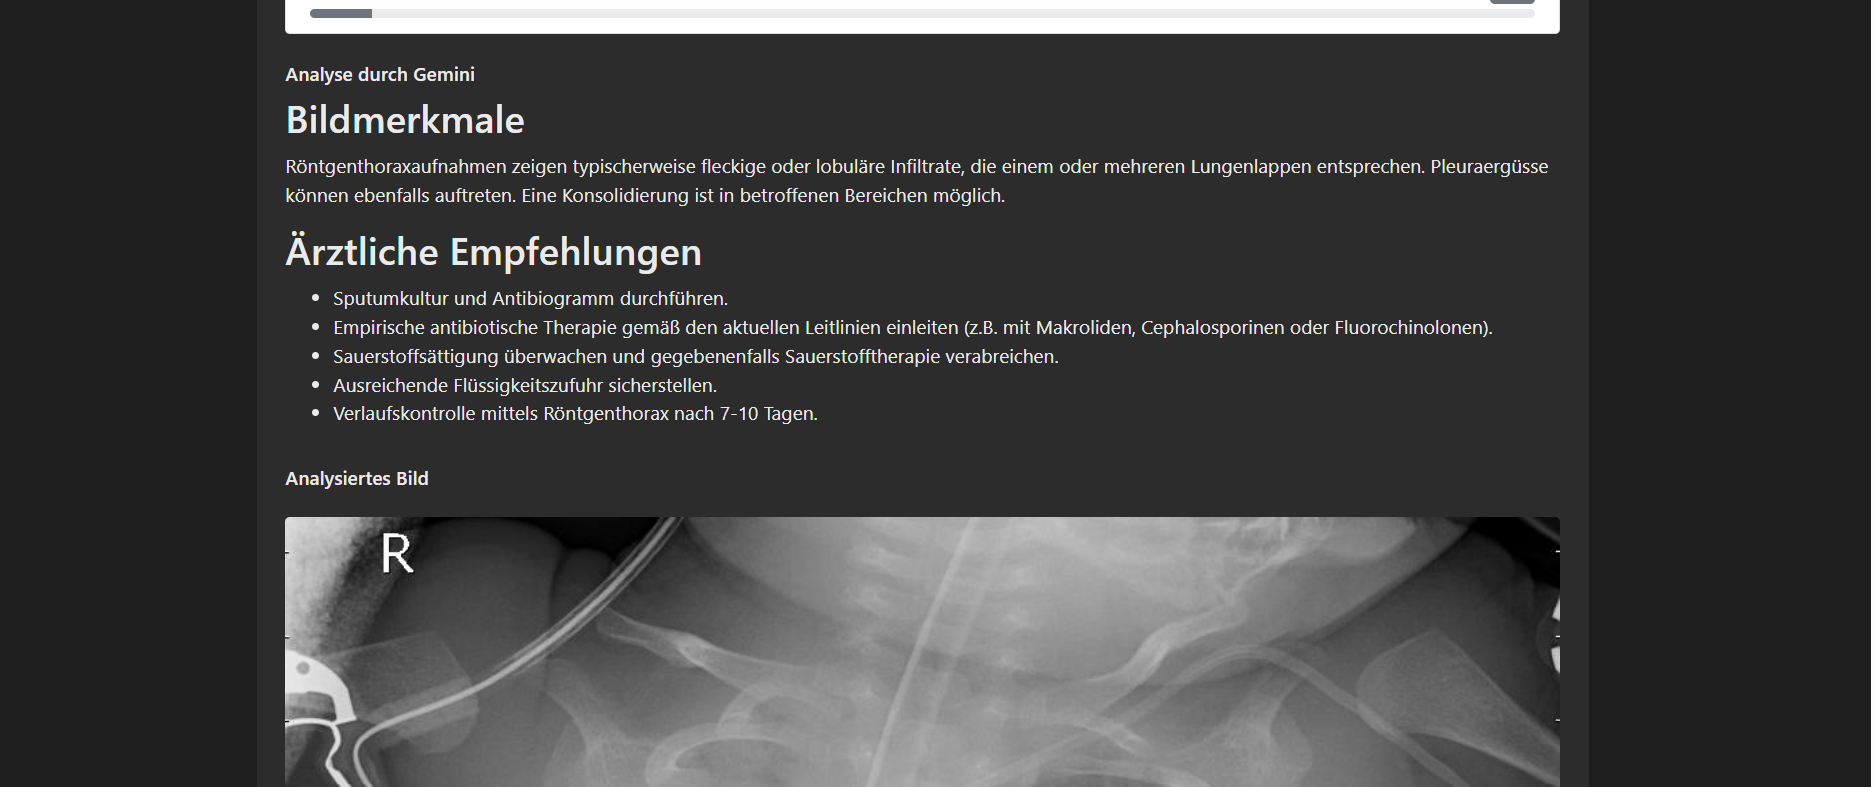 Analyse durch Gemini
Bildmerkmale
Röntgenthoraxaufnahmen zeigen typischerweise fleckige oder lobuläre Infiltrate, die einem oder mehreren Lungenlappen entsprechen. Pleuraergüsse
können ebenfalls auftreten. Eine Konsolidierung ist in betroffenen Bereichen möglich.
Ärztliche Empfehlungen
Sputumkultur und Antibiogramm durchführen.
Empirische antibiotische Therapie gemäß den aktuellen Leitlinien einleiten (z.B. mit Makroliden, Cephalosporinen oder Fluorochinolonen).
Sauerstoffsättigung überwachen und gegebenenfalls Sauerstofftherapie verabreichen.
Ausreichende Flüssigkeitszufuhr sicherstellen.
Verlaufskontrolle mittels Röntgenthorax nach 7-10 Tagen.
Analysiertes Bild
R